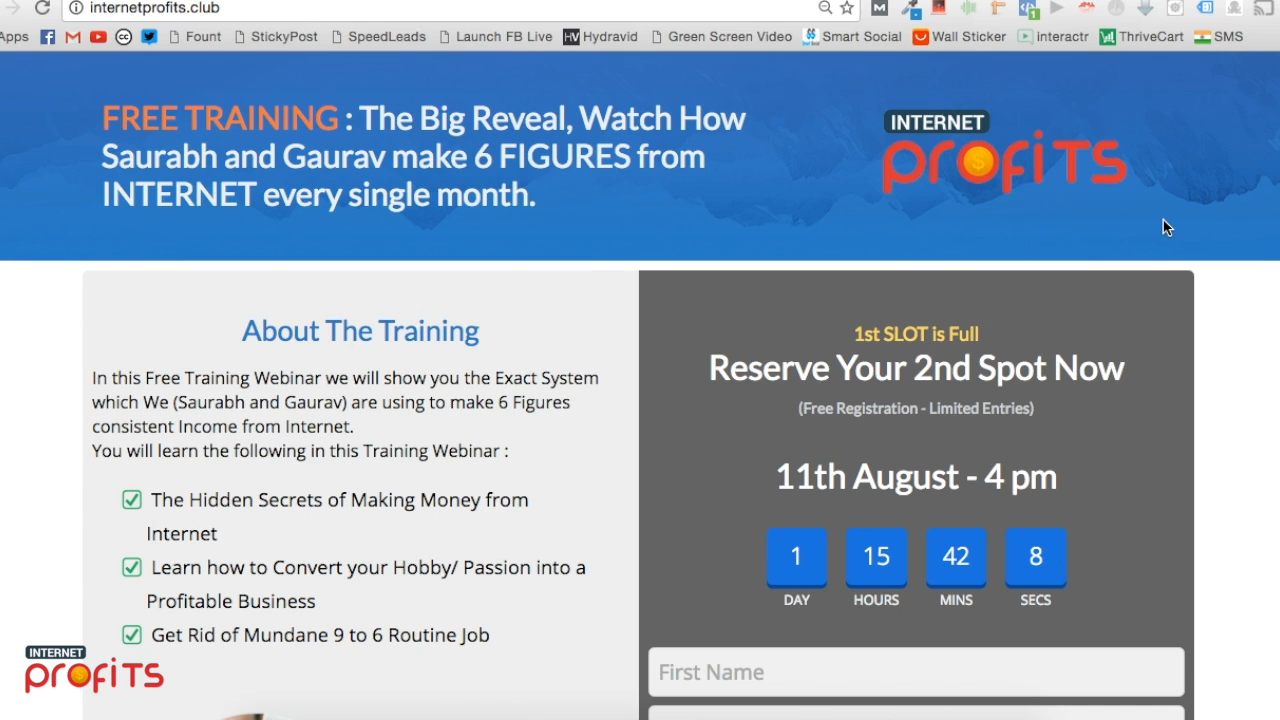 internetprofits.club
Apps Fount StickyPost SpeedLeads Launch FB Live HV Hydravid Green Screen Video Smart Social Wall Sticker interactr ThriveCart SMS
FREE TRAINING : The Big Reveal, Watch How
Saurabh and Gaurav make 6 FIGURES from
INTERNET every single month.
INTERNET
PROFITS
About The Training
In this Free Training Webinar we will show you the Exact System
which We (Saurabh and Gaurav) are using to make 6 Figures
consistent Income from Internet.
You will learn the following in this Training Webinar :
The Hidden Secrets of Making Money from
Internet
Learn how to Convert your Hobby/ Passion into a
Profitable Business
Get Rid of Mundane 9 to 6 Routine Job
1st SLOT is Full
Reserve Your 2nd Spot Now
(Free Registration - Limited Entries)
11th August - 4 pm
1 15 42 8
DAY HOURS MINS SECS
First Name
INTERNET
PROFITS